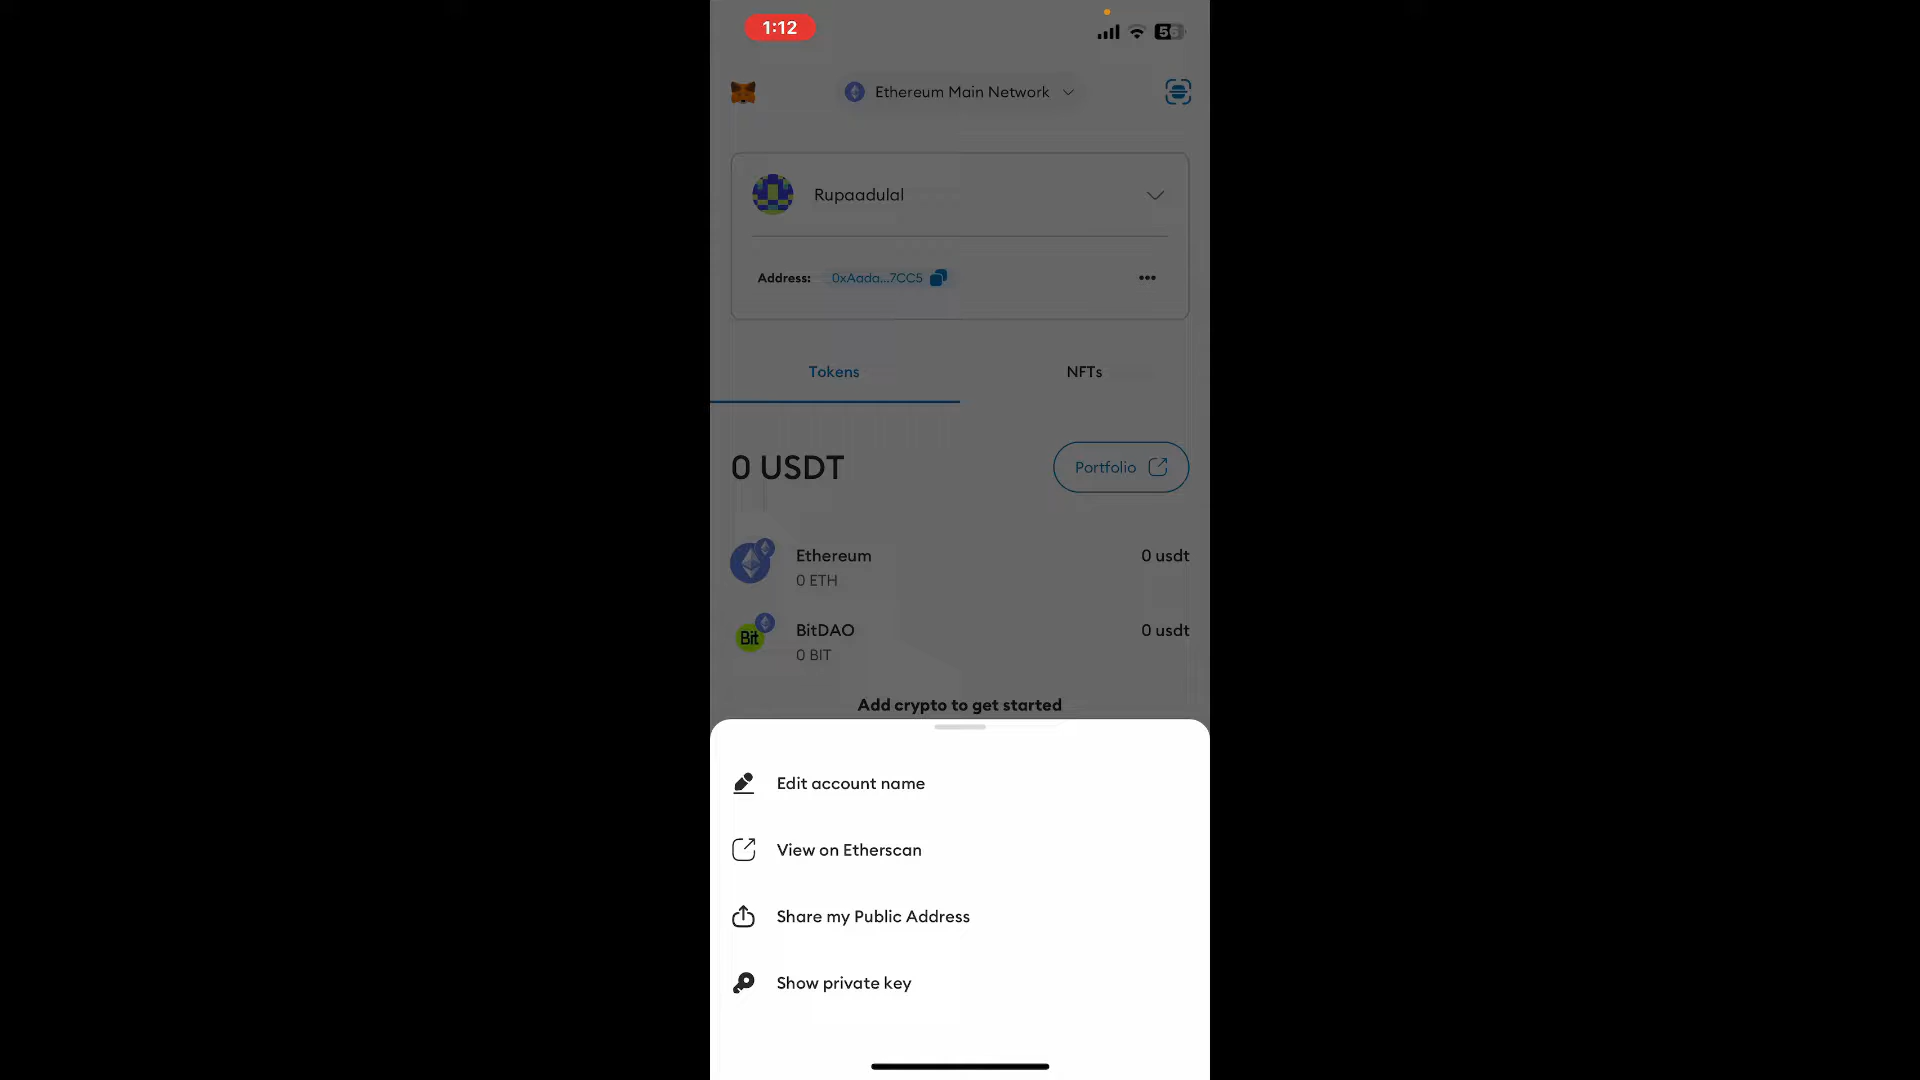 1:12
56
Ethereum Main Network
Rupaadulal
Address: 0xAada...7CC5
Tokens
NFTs
0 USDT
Portfolio
Ethereum
0 usdt
0 ETH
Bit
BitDAO
0 usdt
0 BIT
Add crypto to get started
Edit account name
View on Etherscan
Share my Public Address
Show private key